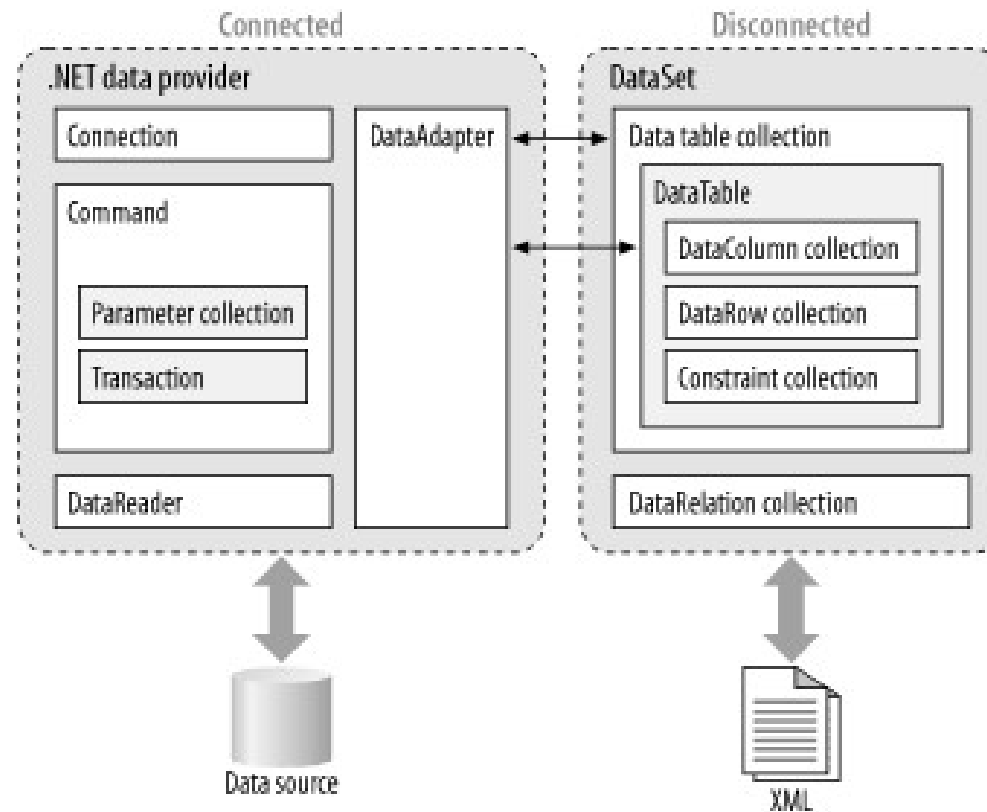 Connected
.NET data provider
Connection
Command
Parameter collection
Transaction
DataReader
DataAdapter
Disconnected
DataSet
Data table collection
DataTable
DataColumn collection
DataRow collection
Constraint collection
DataRelation collection
Data source
XML